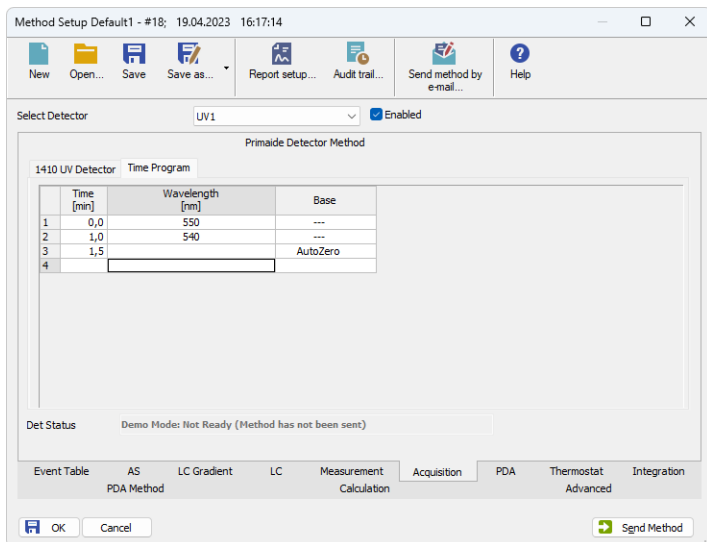 Method Setup Default1 - #18; 19.04.2023 16:17:14
New Open... Save Save as... Report setup... Audit trail... Send method by e-mail... Help
Select Detector UV1 Enabled
Primaide Detector Method
1410 UV Detector Time Program
Time [min] Wavelength [nm] Base
1 0,0 550 ---
2 1,0 540 ---
3 1,5 AutoZero
4
Det Status Demo Mode: Not Ready (Method has not been sent)
Event Table AS LC Gradient LC Measurement Acquisition PDA Thermostat Integration
PDA Method Calculation Advanced
OK Cancel Send Method